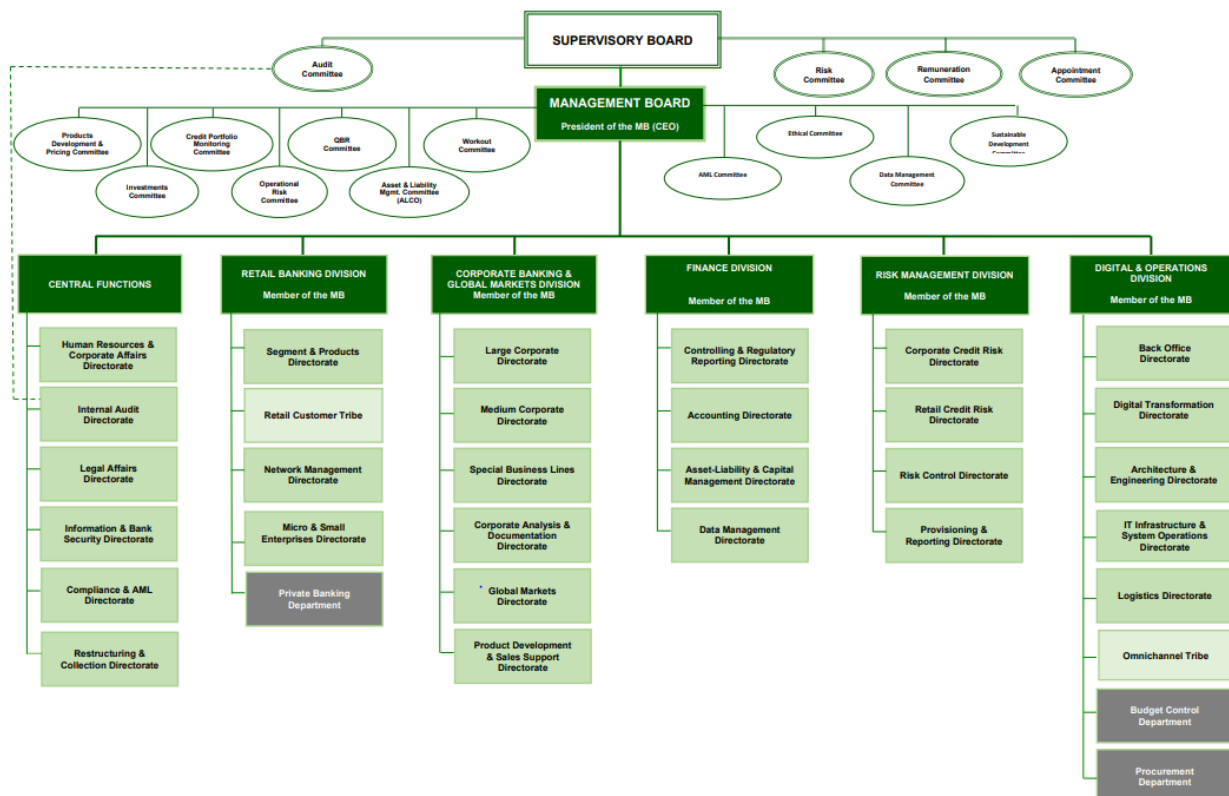 SUPERVISORY BOARD
Audit
Committee
Risk
Committee
Remuneration
Committee
Appointment
Committee
MANAGEMENT BOARD
President of the MB (CEO)
Products
Development &
Pricing Committee
Credit Portfolio
Monitoring
Committee
QBR
Committee
Workout
Committee
Ethical Committee
Sustainable
Development
Investments
Committee
Operational
Risk
Committee
Asset & Liability
Mgmt. Committee
(ALCO)
AML Committee
Data Management
Committee
CENTRAL FUNCTIONS
Human Resources &
Corporate Affairs
Directorate
Internal Audit
Directorate
Legal Affairs
Directorate
Information & Bank
Security Directorate
Compliance & AML
Directorate
Restructuring &
Collection Directorate
RETAIL BANKING DIVISION
Member of the MB
Segment & Products
Directorate
Retail Customer Tribe
Network Management
Directorate
Micro & Small
Enterprises Directorate
Private Banking
Department
CORPORATE BANKING &
GLOBAL MARKETS DIVISION
Member of the MB
Large Corporate
Directorate
Medium Corporate
Directorate
Special Business Lines
Directorate
Corporate Analysis &
Documentation
Directorate
Global Markets
Directorate
Product Development
& Sales Support
Directorate
FINANCE DIVISION
Member of the MB
Controlling & Regulatory
Reporting Directorate
Accounting Directorate
Asset-Liability & Capital
Management Directorate
Data Management
Directorate
RISK MANAGEMENT DIVISION
Member of the MB
Corporate Credit Risk
Directorate
Retail Credit Risk
Directorate
Risk Control Directorate
Provisioning &
Reporting Directorate
DIGITAL & OPERATIONS
DIVISION
Member of the MB
Back Office
Directorate
Digital Transformation
Directorate
Architecture &
Engineering Directorate
IT Infrastructure &
System Operations
Directorate
Logistics Directorate
Omnichannel Tribe
Budget Control
Department
Procurement
Department